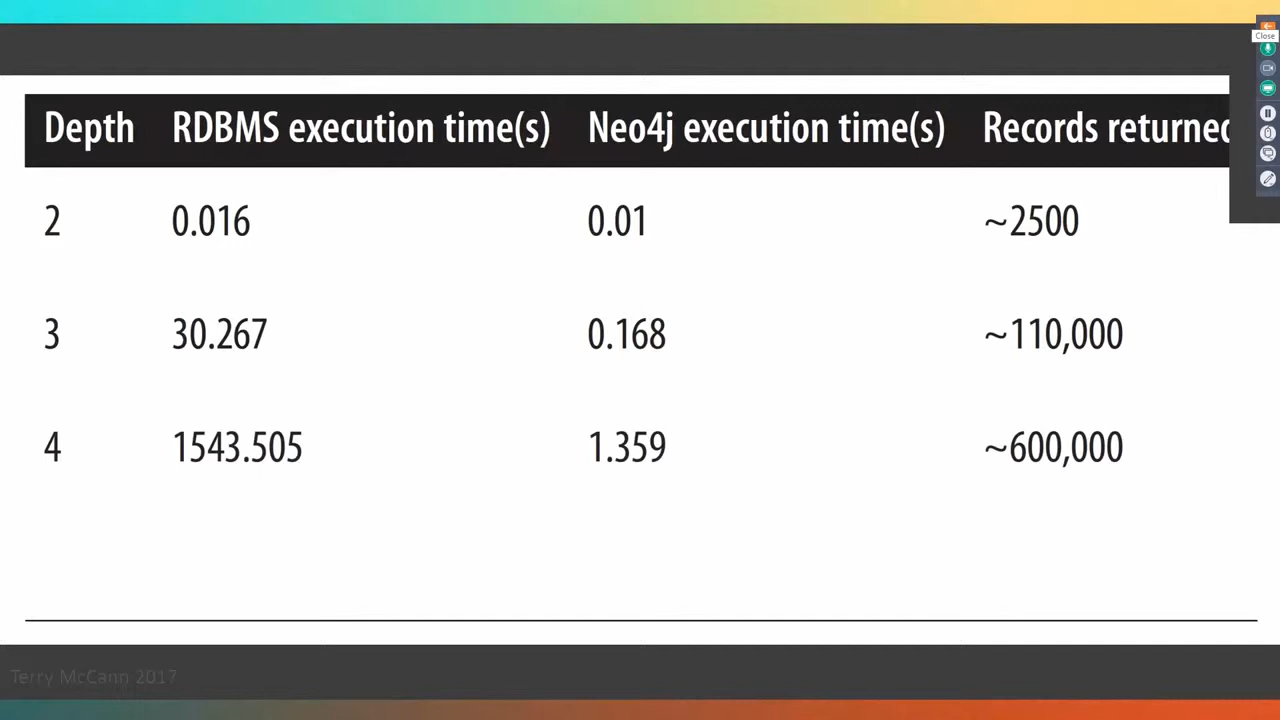 Close
Depth RDBMS execution time(s) Neo4j execution time(s) Records returned
2 0.016 0.01 ~2500
3 30.267 0.168 ~110,000
4 1543.505 1.359 ~600,000
Terry McCann 2017